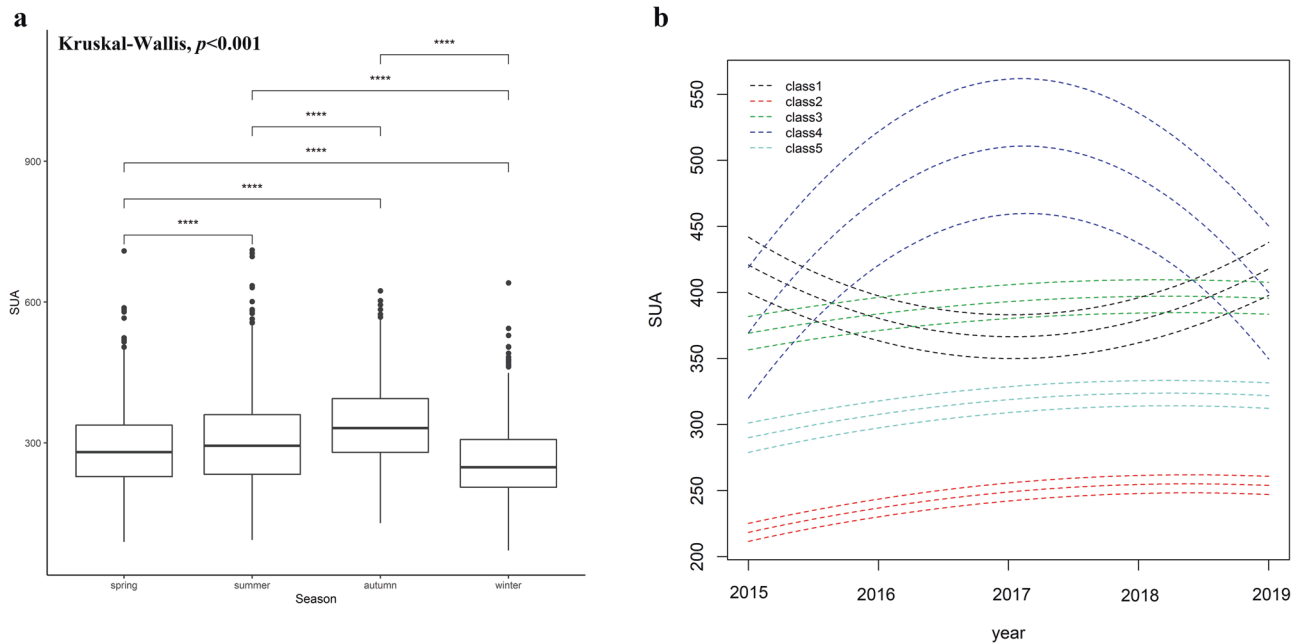 a
Kruskal-Wallis, p<0.001
****
****
****
****
****
****
900
600
300
SUA
spring summer autumn winter
Season
b
class1
class2
class3
class4
class5
550
500
450
400
350
300
250
200
SUA
2015 2016 2017 2018 2019
year